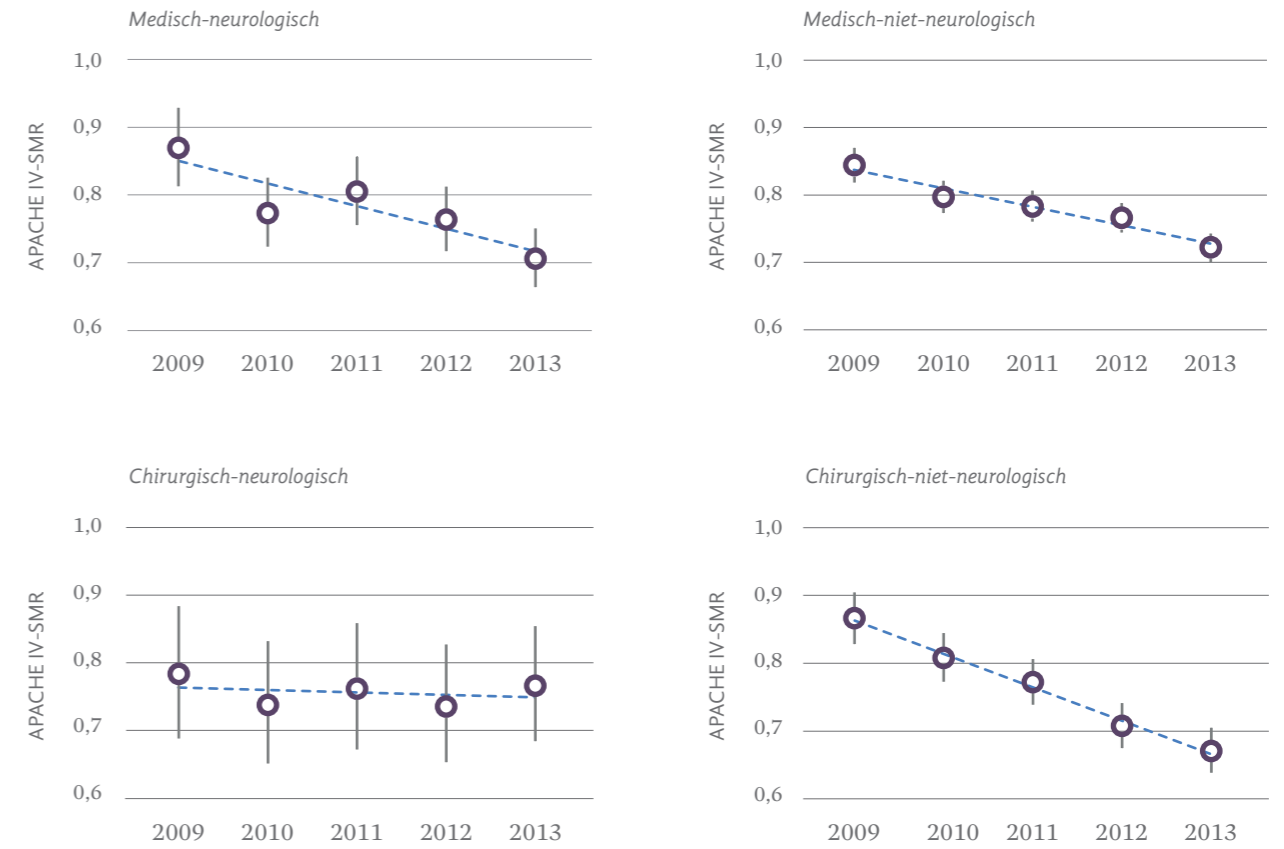 Medisch-neurologisch
1,0
0,9
0,8
0,7
0,6
APACHE IV-SMR
2009 2010 2011 2012 2013
Medisch-niet-neurologisch
1,0
0,9
0,8
0,7
0,6
APACHE IV-SMR
2009 2010 2011 2012 2013
Chirurgisch-neurologisch
1,0
0,9
0,8
0,7
0,6
APACHE IV-SMR
2009 2010 2011 2012 2013
Chirurgisch-niet-neurologisch
1,0
0,9
0,8
0,7
0,6
APACHE IV-SMR
2009 2010 2011 2012 2013